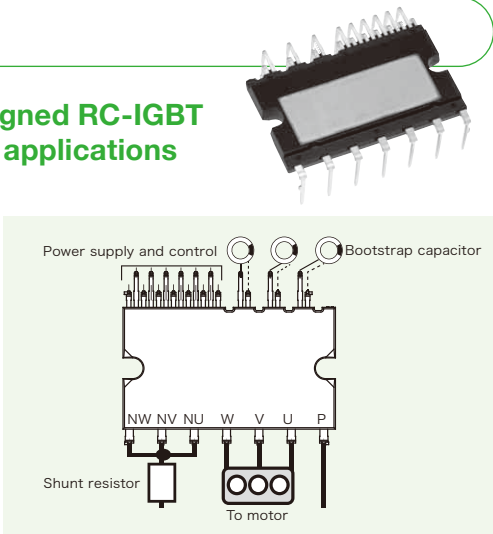 gned RC-IGBT
applications
Power supply and control
Bootstrap capacitor
NW NV NU W V U P
Shunt resistor
To motor